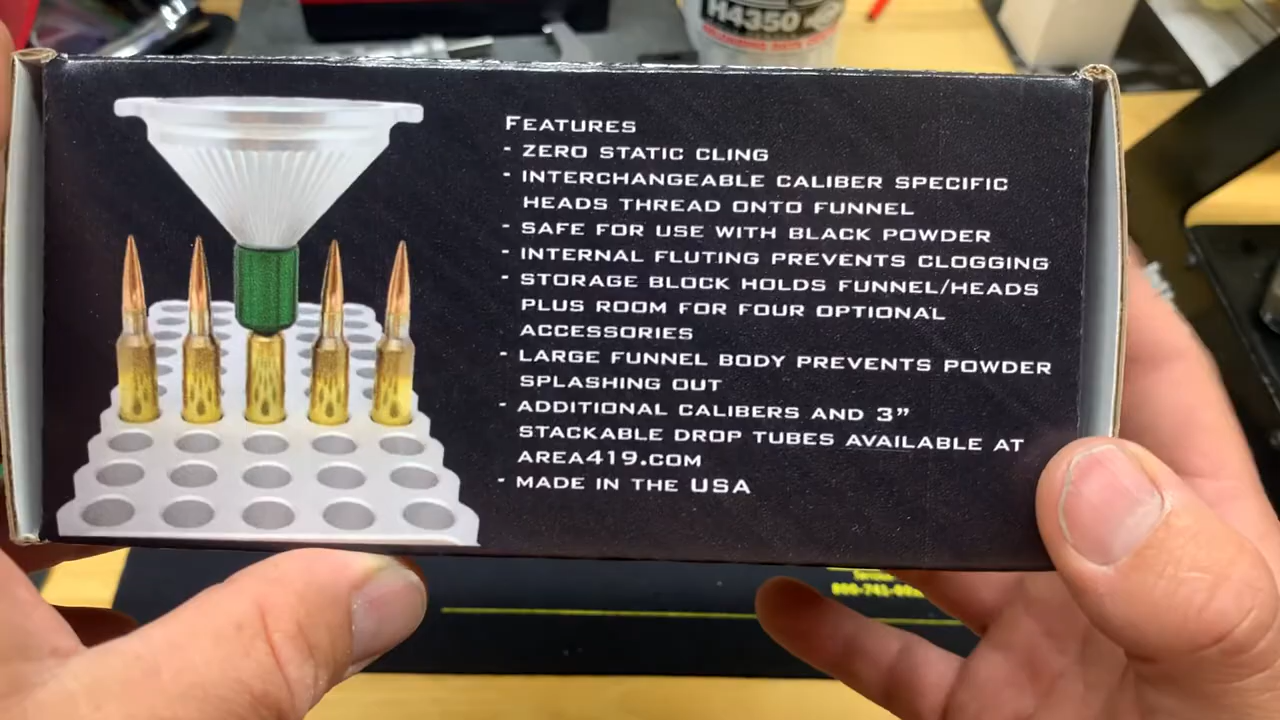 H4350
FEATURES
- ZERO STATIC CLING
- INTERCHANGEABLE CALIBER SPECIFIC
HEADS THREAD ONTO FUNNEL
- SAFE FOR USE WITH BLACK POWDER
- INTERNAL FLUTING PREVENTS CLOGGING
- STORAGE BLOCK HOLDS FUNNEL/HEADS
PLUS ROOM FOR FOUR OPTIONAL
ACCESSORIES
- LARGE FUNNEL BODY PREVENTS POWDER
SPLASHING OUT
- ADDITIONAL CALIBERS AND 3”
STACKABLE DROP TUBES AVAILABLE AT
AREA419.COM
- MADE IN THE USA